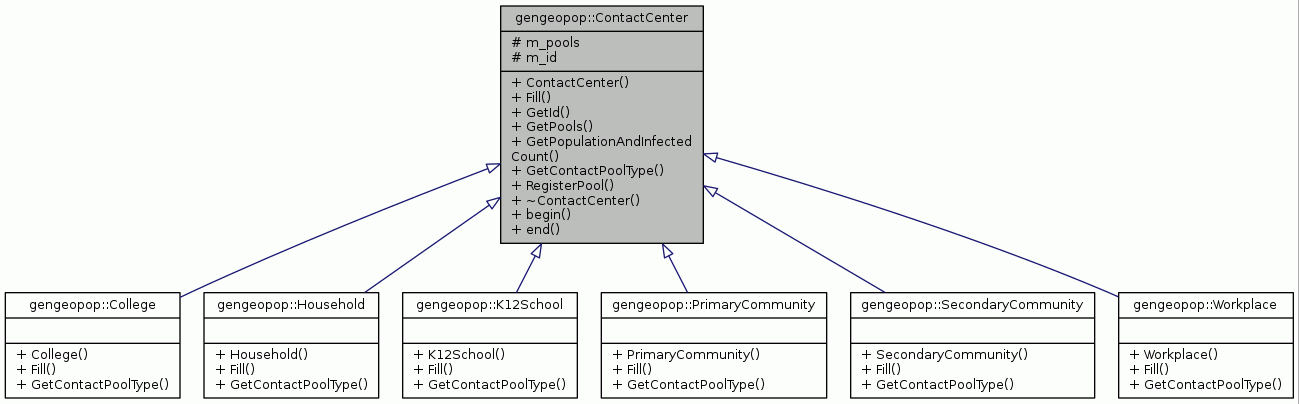 gengeopop::ContactCenter
# m_pools
# m_id
+ ContactCenter()
+ Fill()
+ GetId()
+ GetPools()
+ GetPopulationAndInfected
Count()
+ GetContactPoolType()
+ RegisterPool()
+ ~ContactCenter()
+ begin()
+ end()
gengeopop::College
+ College()
+ Fill()
+ GetContactPoolType()
gengeopop::Household
+ Household()
+ Fill()
+ GetContactPoolType()
gengeopop::K12School
+ K12School()
+ Fill()
+ GetContactPoolType()
gengeopop::PrimaryCommunity
+ PrimaryCommunity()
+ Fill()
+ GetContactPoolType()
gengeopop::SecondaryCommunity
+ SecondaryCommunity()
+ Fill()
+ GetContactPoolType()
gengeopop::Workplace
+ Workplace()
+ Fill()
+ GetContactPoolType()